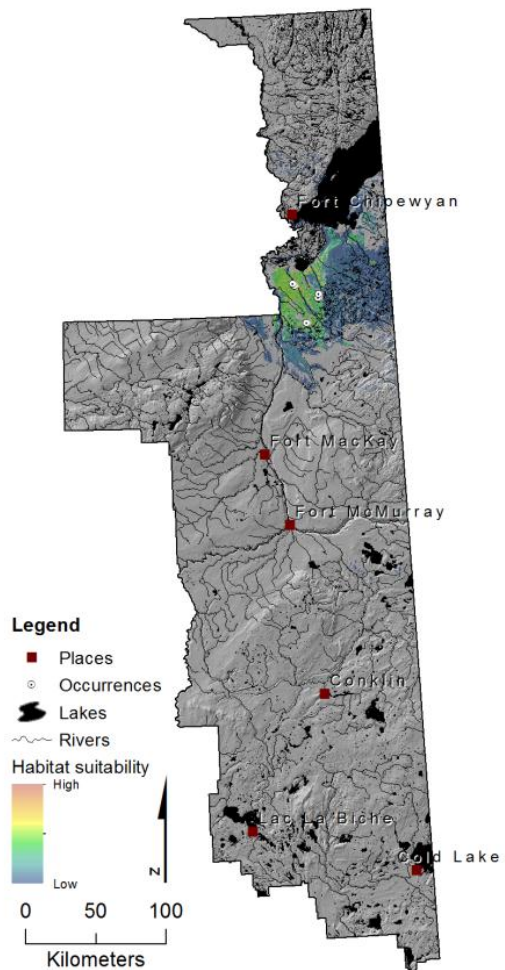 Fort Chipewyan
Fort MacKay
Fort McMurray
Conklin
Lac La Biche
Cold Lake
Legend
Places
Occurrences
Lakes
Rivers
Habitat suitability
High
Low
N
0 50 100
Kilometers